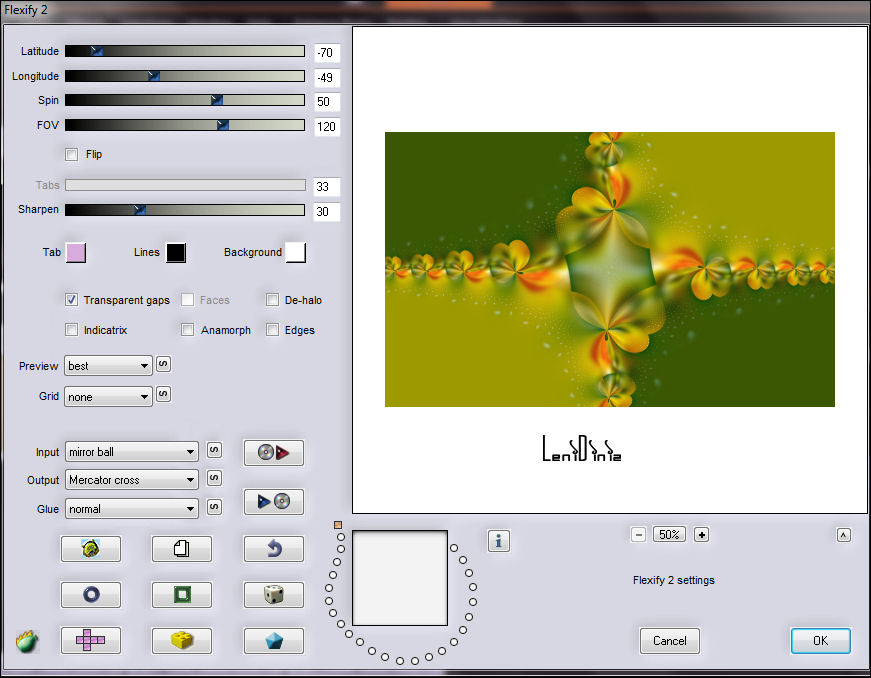 Flexify 2
Latitude -70
Longitude -49
Spin 50
FOV 120
Flip
Tabs 33
Sharpen 30
Tab Lines Background
Transparent gaps Faces De-halo
Indicatrix Anamorph Edges
Preview best S
Grid none S
Input mirror ball S
Output Mercator cross S
Glue normal S
LeniDiniz
i
− 50% +
Flexify 2 settings
Cancel OK